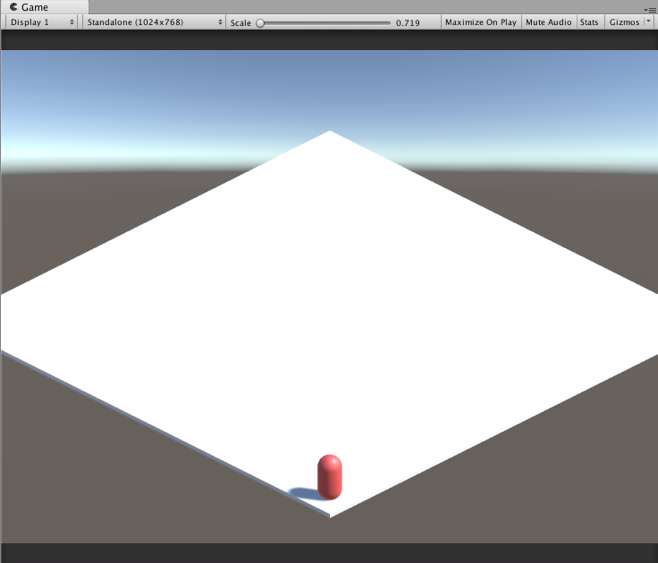 Game
Display 1 Standalone (1024x768) Scale 0.719 Maximize On Play Mute Audio Stats Gizmos